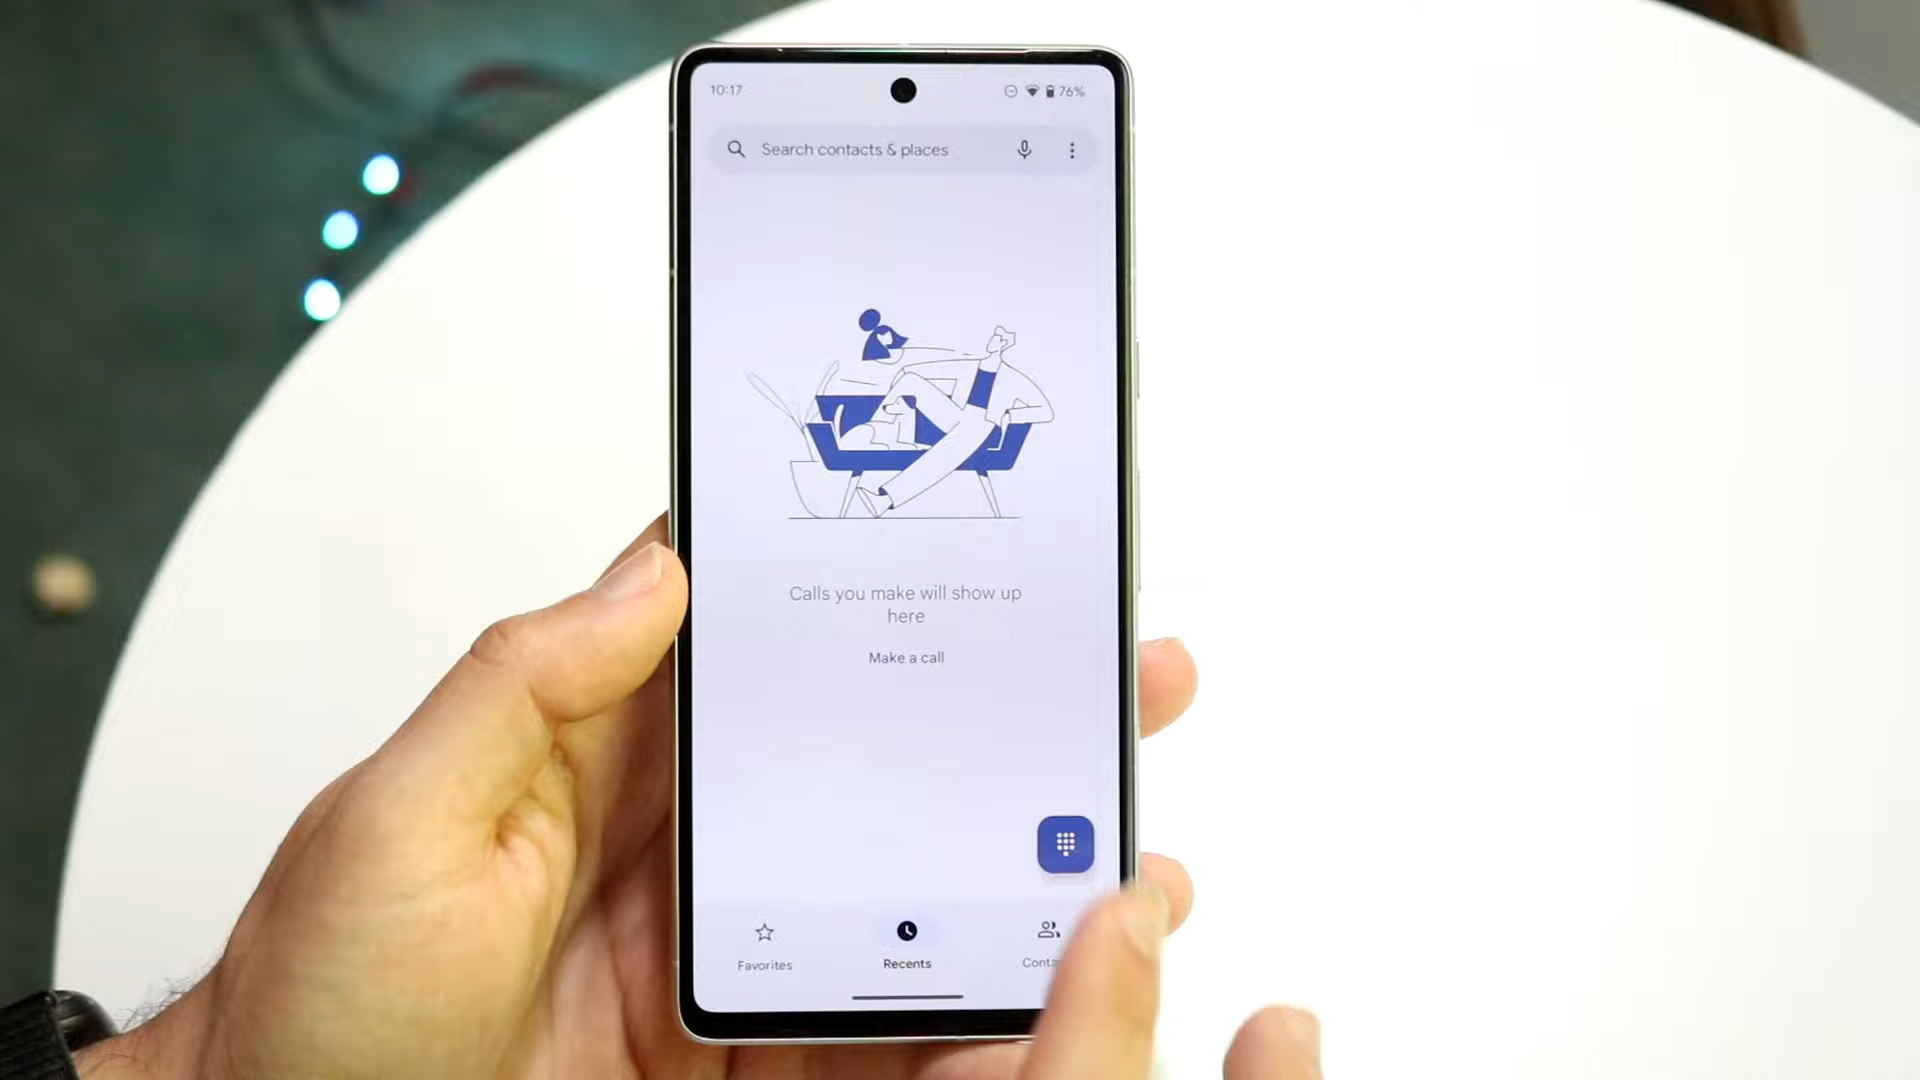 10:17
76%
Search contacts & places
Calls you make will show up
here
Make a call
Favorites
Recents